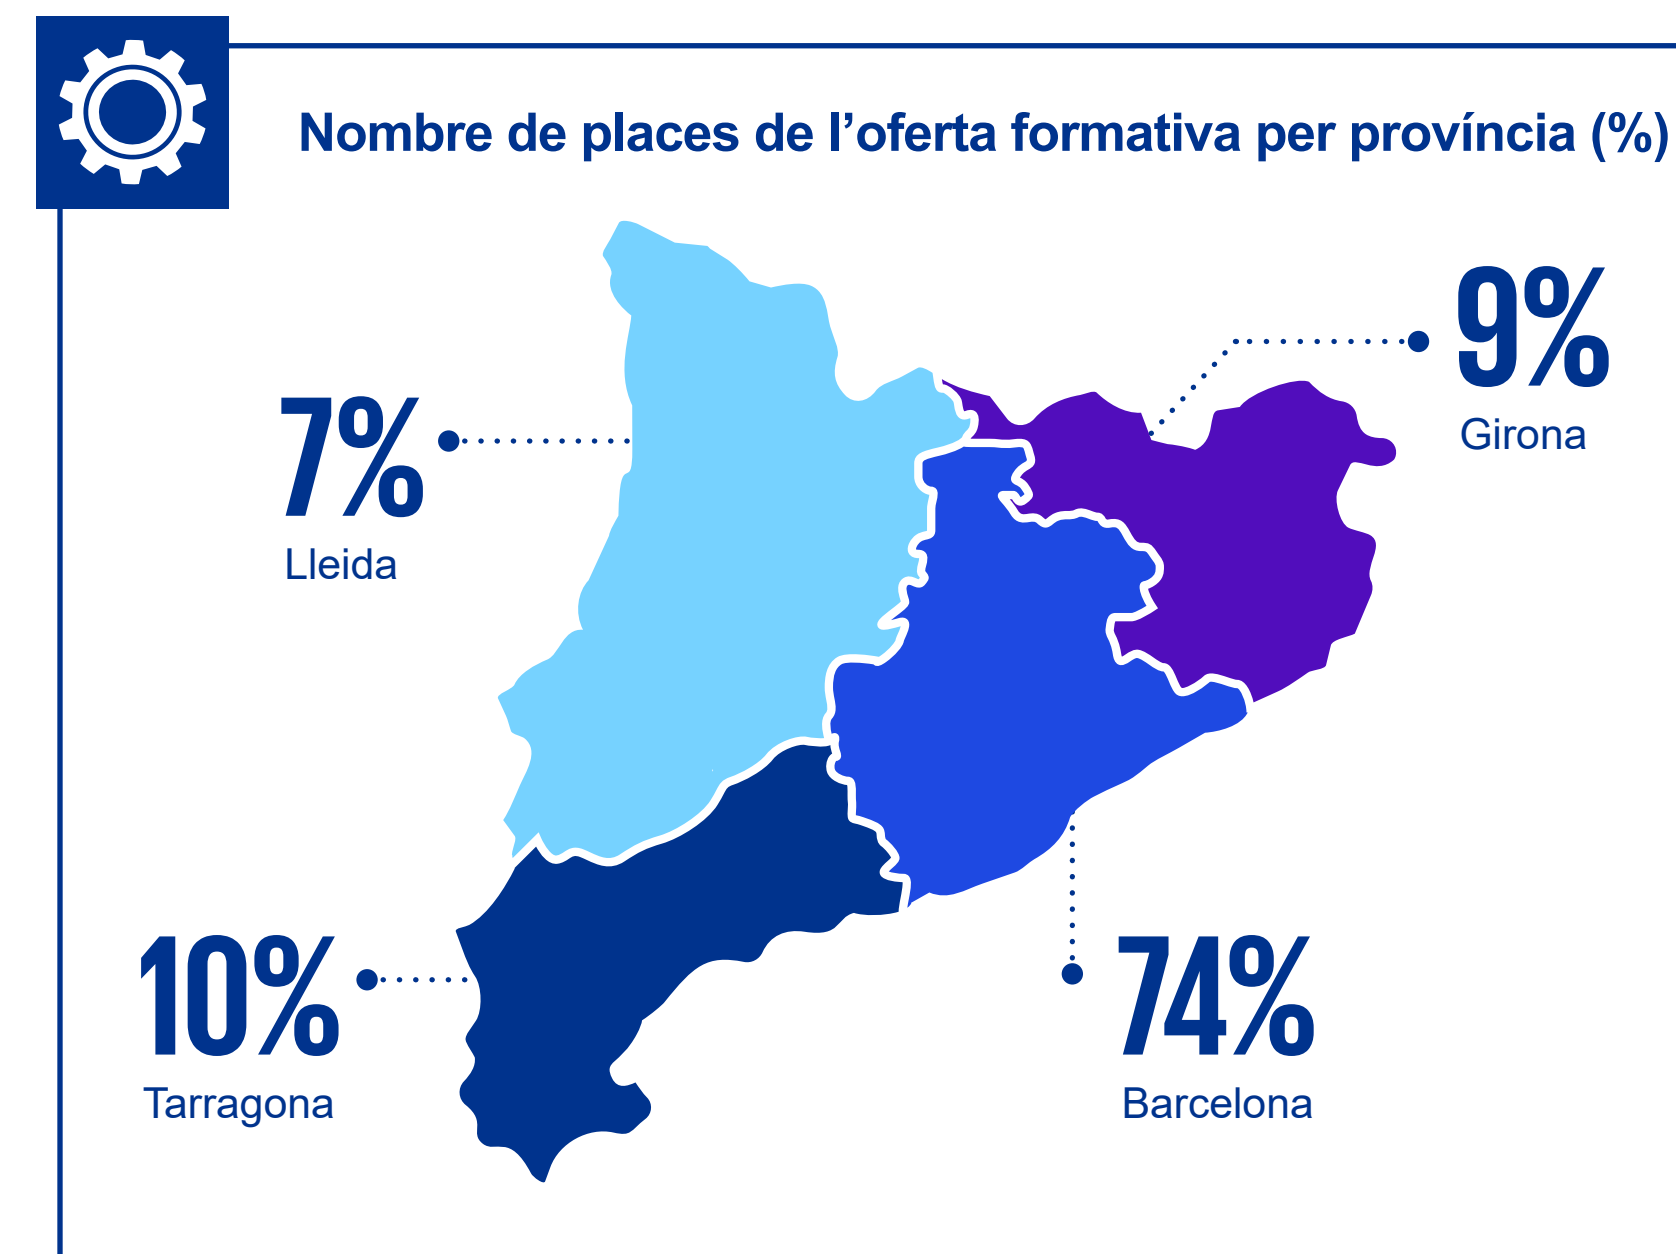 Nombre de places de l’oferta formativa per província (%)
9%
Girona
7%
Lleida
10%
Tarragona
74%
Barcelona